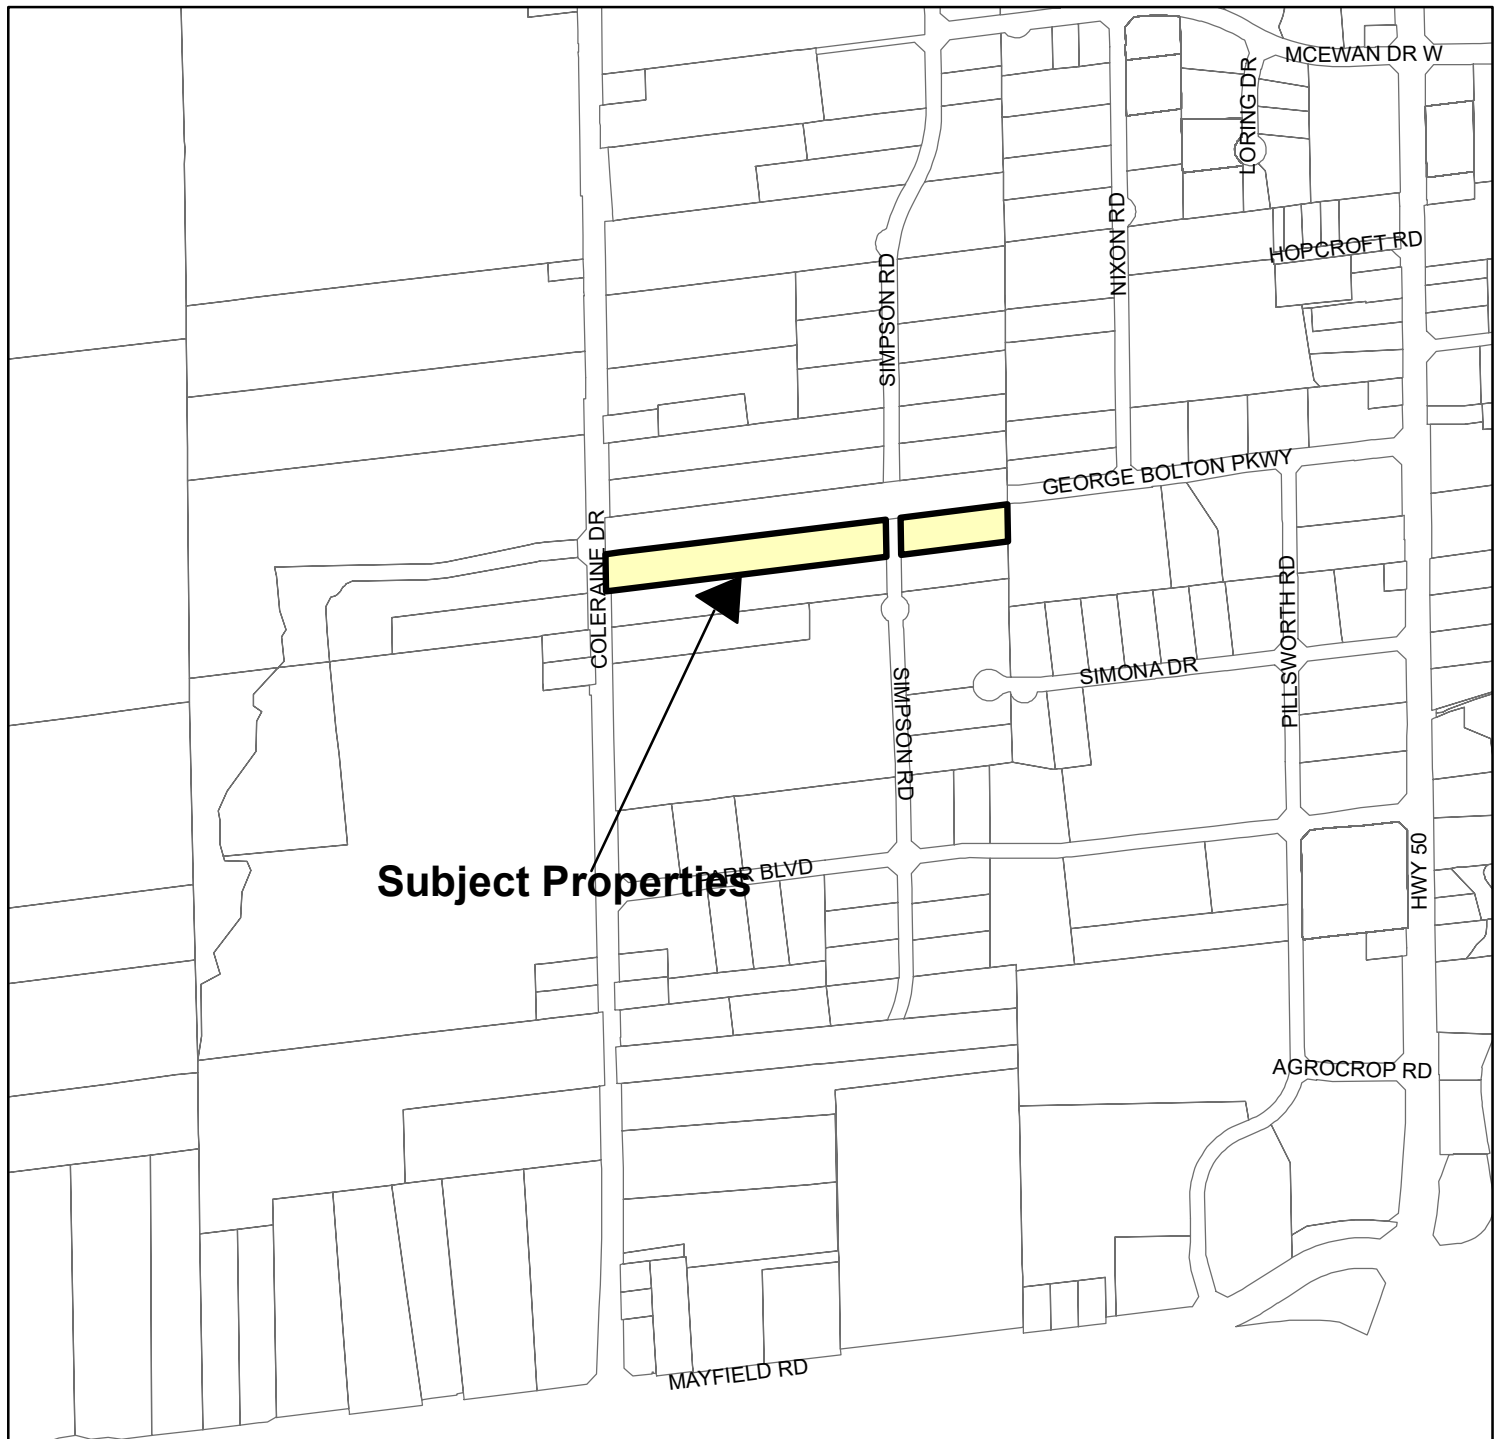 MCEWAN DR W
LORING DR
NIXON RD
HOPCROFT RD
SIMPSON RD
GEORGE BOLTON PKWY
COLERAINE DR
PILLSWORTH RD
SIMONA DR
SIMPSON RD
PARR BLVD
Subject Properties
HWY 50
AGROCROP RD
MAYFIELD RD